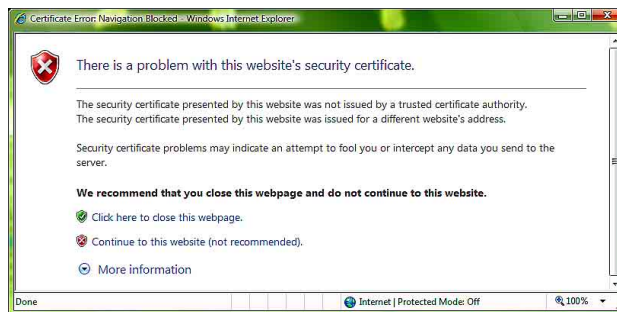 Certificate Error: Navigation Blocked - Windows Internet Explorer
There is a problem with this website's security certificate.
The security certificate presented by this website was not issued by a trusted certificate authority.
The security certificate presented by this website was issued for a different website's address.
Security certificate problems may indicate an attempt to fool you or intercept any data you send to the
server.
We recommend that you close this webpage and do not continue to this website.
Click here to close this webpage.
Continue to this website (not recommended).
More information
Done Internet | Protected Mode: Off 100%